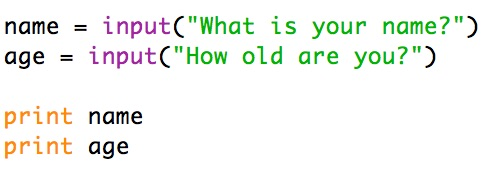 name = input("What is your name?")
age = input("How old are you?")
print name
print age